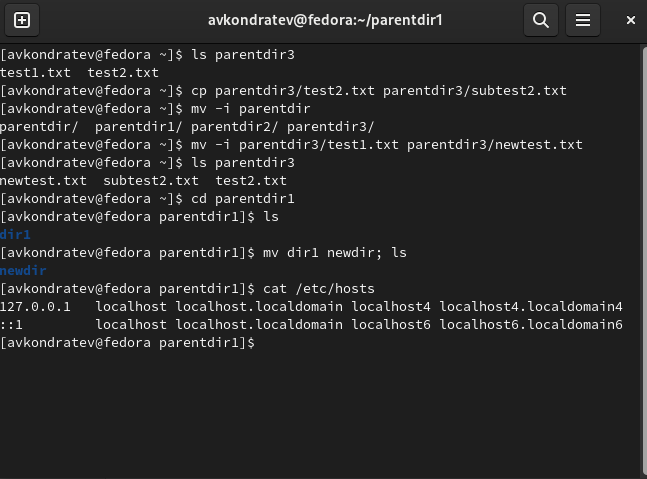 avkondratev@fedora:~/parentdir1
[avkondratev@fedora ~]$ ls parentdir3
test1.txt  test2.txt
[avkondratev@fedora ~]$ cp parentdir3/test2.txt parentdir3/subtest2.txt
[avkondratev@fedora ~]$ mv -i parentdir
parentdir/  parentdir1/ parentdir2/ parentdir3/
[avkondratev@fedora ~]$ mv -i parentdir3/test1.txt parentdir3/newtest.txt
[avkondratev@fedora ~]$ ls parentdir3
newtest.txt  subtest2.txt  test2.txt
[avkondratev@fedora ~]$ cd parentdir1
[avkondratev@fedora parentdir1]$ ls
dir1
[avkondratev@fedora parentdir1]$ mv dir1 newdir; ls
newdir
[avkondratev@fedora parentdir1]$ cat /etc/hosts
127.0.0.1   localhost localhost.localdomain localhost4 localhost4.localdomain4
::1         localhost localhost.localdomain localhost6 localhost6.localdomain6
[avkondratev@fedora parentdir1]$